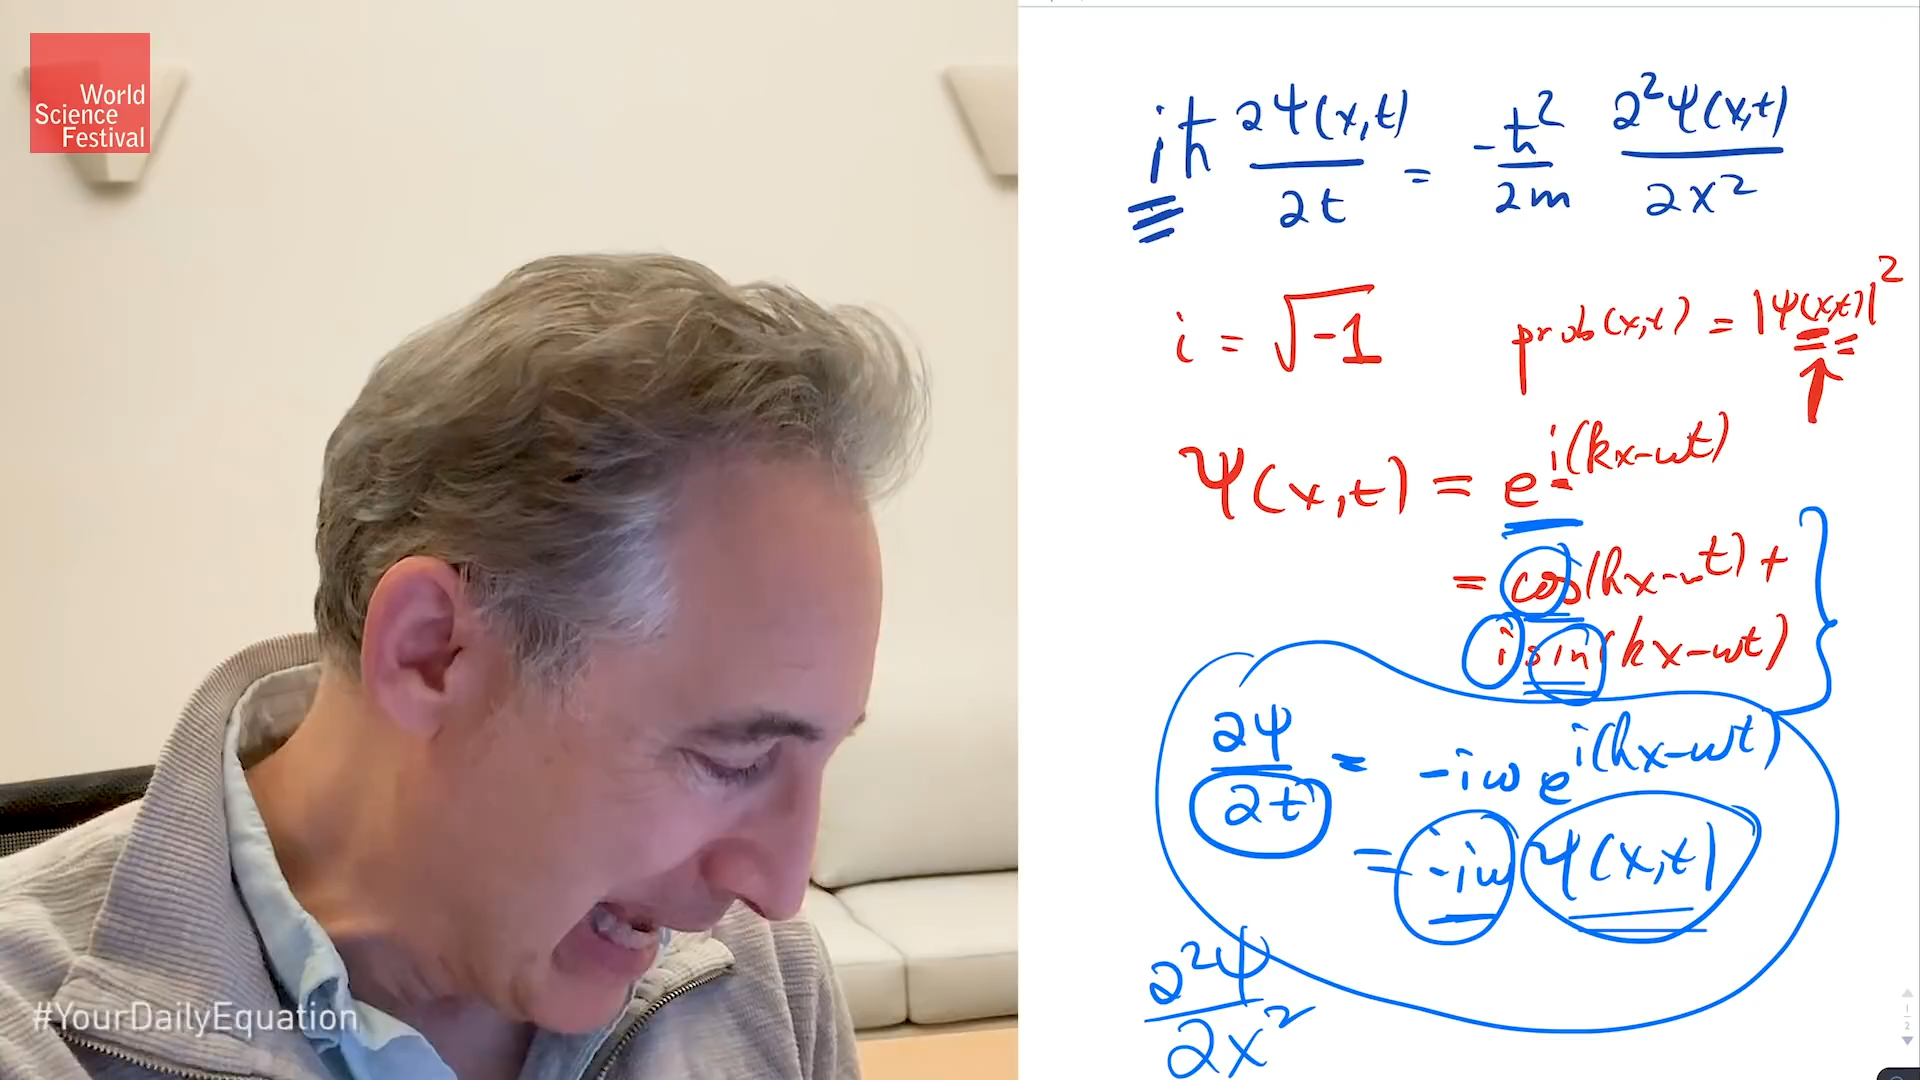 World
Science
Festival
iħ ∂Ψ(x,t)/∂t = -ħ²/2m ∂²Ψ(x,t)/∂x²
i = √-1
prob(x,t) = |Ψ(x,t)|²
Ψ(x,t) = e^i(kx-ωt)
= cos(kx-ωt) +
i sin(kx-ωt)
∂Ψ/∂t = -iω e^i(kx-ωt)
= -iω Ψ(x,t)
∂²Ψ/∂x²
#YourDailyEquation